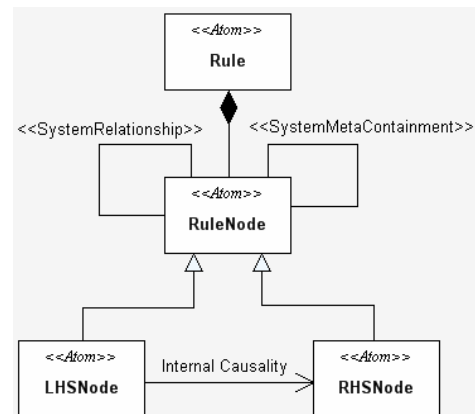 <<Atom>>
Rule
<<SystemRelationship>>
<<SystemMetaContainment>>
<<Atom>>
RuleNode
<<Atom>>
LHSNode
Internal Causality
<<Atom>>
RHSNode